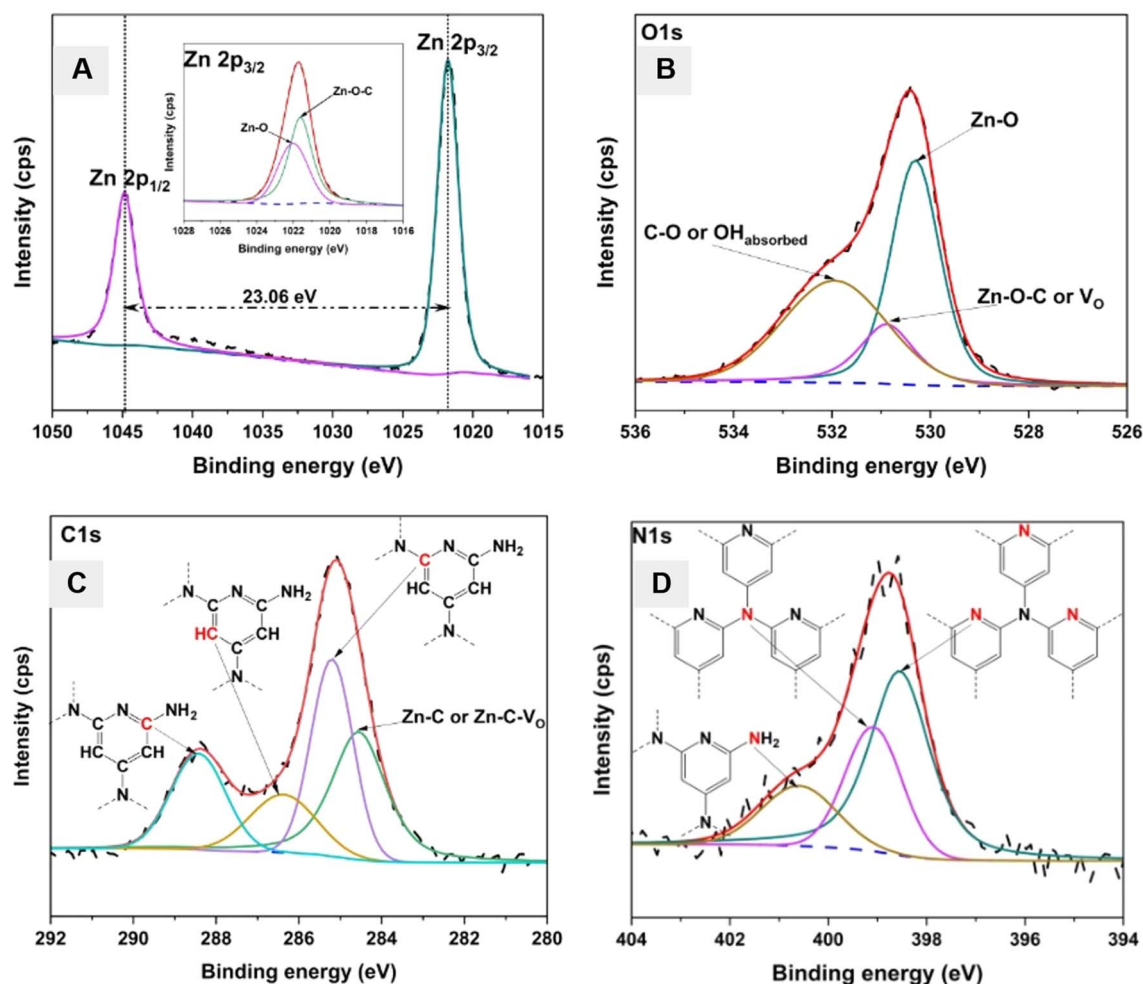 A
Zn 2p3/2
Zn 2p1/2
23.06 eV
Intensity (cps)
1050 1045 1040 1035 1030 1025 1020 1015
Binding energy (eV)
Zn 2p3/2
Zn-O-C
Zn-O
Intensity (cps)
1028 1026 1024 1022 1020 1018 1016
Binding energy (eV)
O1s
B
Zn-O
C-O or OHabsorbed
Zn-O-C or VO
Intensity (cps)
536 534 532 530 528 526
Binding energy (eV)
C1s
C
N N NH2
C
HC CH
N
N N NH2
HC CH
N
N N NH2
C
HC CH
N
Zn-C or Zn-C-VO
Intensity (cps)
292 290 288 286 284 282 280
Binding energy (eV)
N1s
D
N
N N N
N
N N N
N N NH2
N
Intensity (cps)
404 402 400 398 396 394
Binding energy (eV)